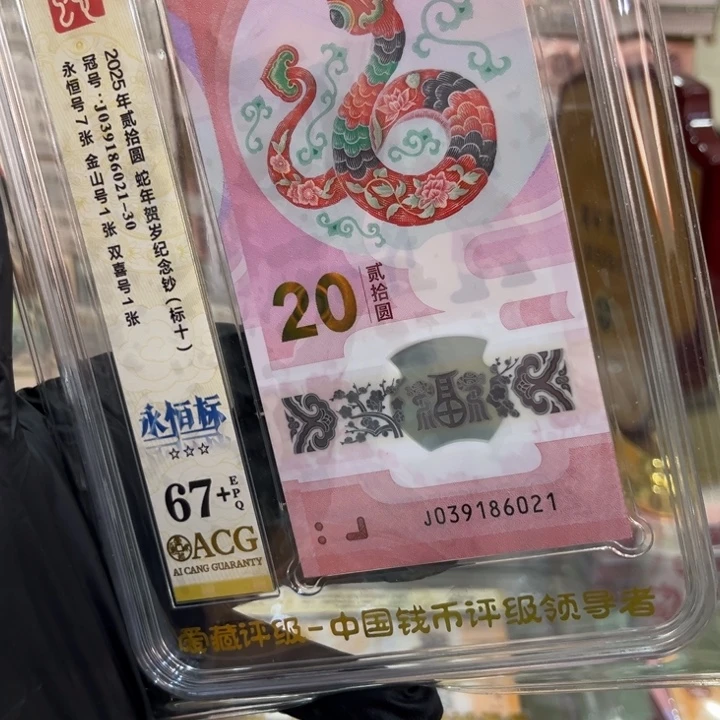 2025年贰拾圆 蛇年贺岁纪念钞(标十)
冠号:J039186021-30
永恒号7张 金山号1张 双喜号1张
永恒标
☆☆☆
67+EPQ
ACG
AI CANG GUARANTY
20 贰拾圆
福
J039186021
爱藏评级-中国钱币评级领导者